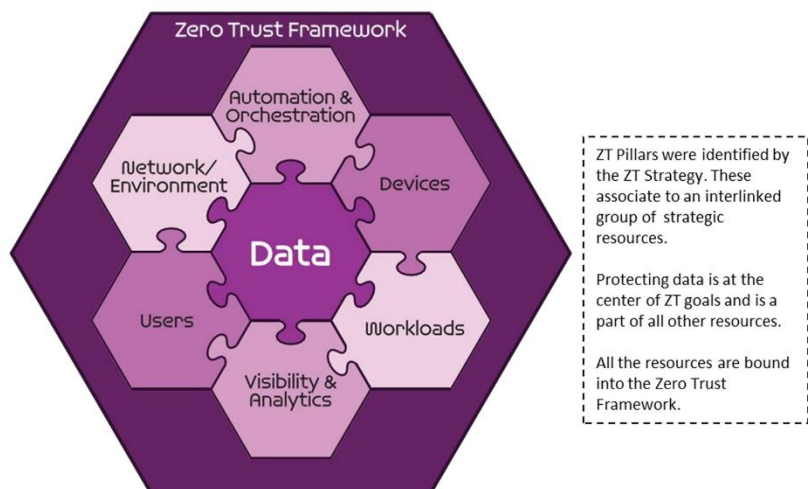 Zero Trust Framework
Automation &
Orchestration
Network/
Environment
Devices
Data
Users
Workloads
Visibility &
Analytics
ZT Pillars were identified by
the ZT Strategy. These
associate to an interlinked
group of strategic
resources.
Protecting data is at the
center of ZT goals and is a
part of all other resources.
All the resources are bound
into the Zero Trust
Framework.